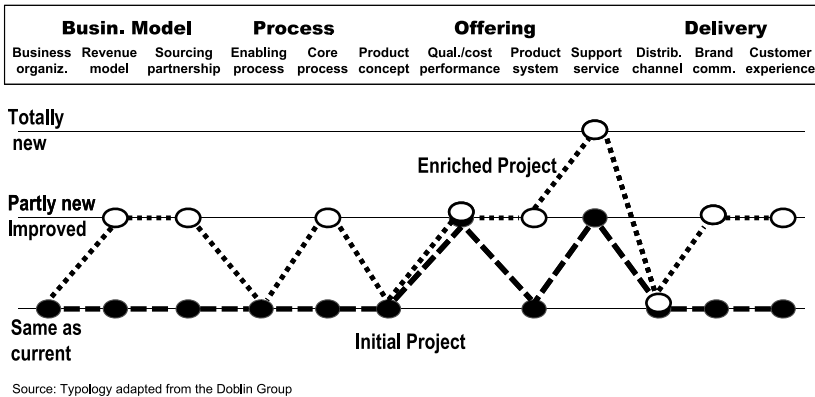 Busin. Model Process Offering Delivery
Business Revenue Sourcing Enabling Core Product Qual./cost Product Support Distrib. Brand Customer
organiz. model partnership process process concept performance system service channel comm. experience
Totally
new
Enriched Project
Partly new
Improved
Same as
current
Initial Project
Source: Typology adapted from the Doblin Group